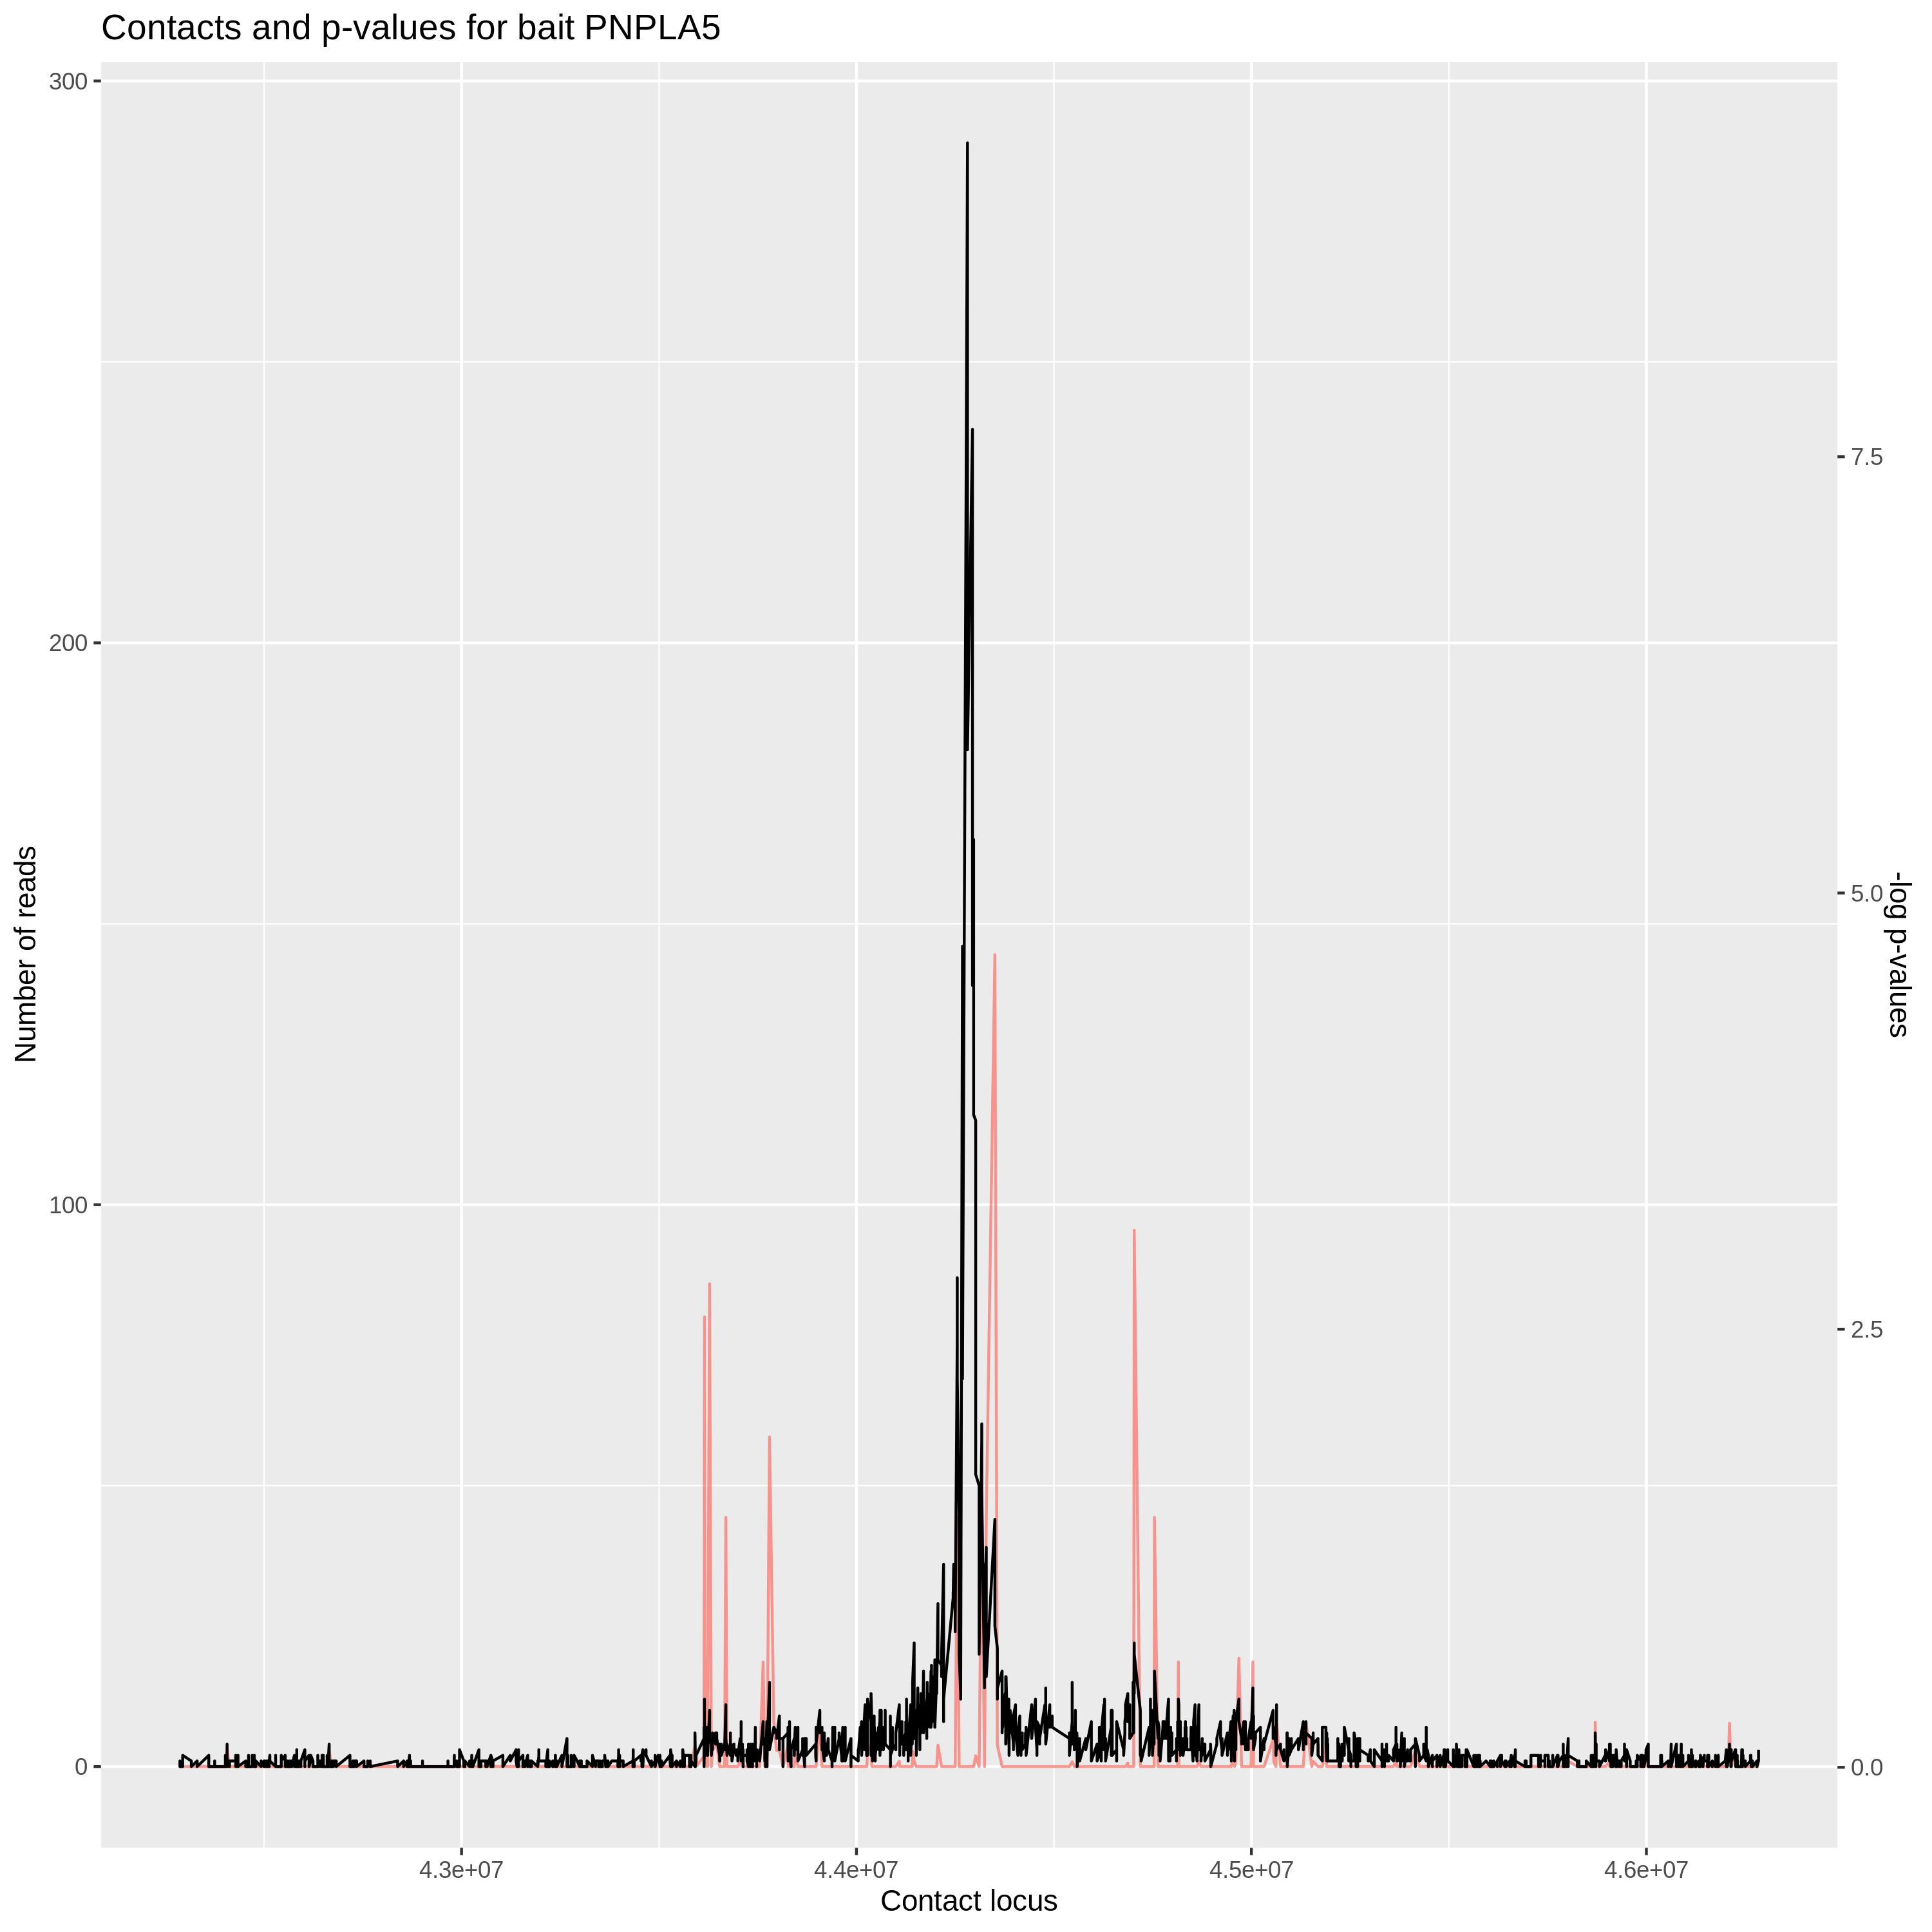 Contacts and p-values for bait PNPLA5
300
200
100
0
Number of reads
7.5
5.0
2.5
0.0
-log p-values
4.3e+07
4.4e+07
4.5e+07
4.6e+07
Contact locus